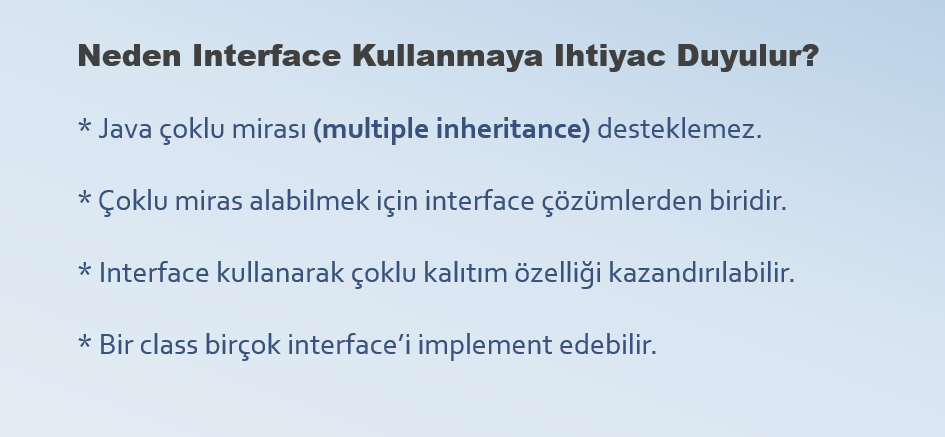 Neden Interface Kullanmaya Ihtiyac Duyulur?
* Java çoklu mirası (multiple inheritance) desteklemez.
* Çoklu miras alabilmek için interface çözümlerden biridir.
* Interface kullanarak çoklu kalıtım özelliği kazandırılabilir.
* Bir class birçok interface’i implement edebilir.